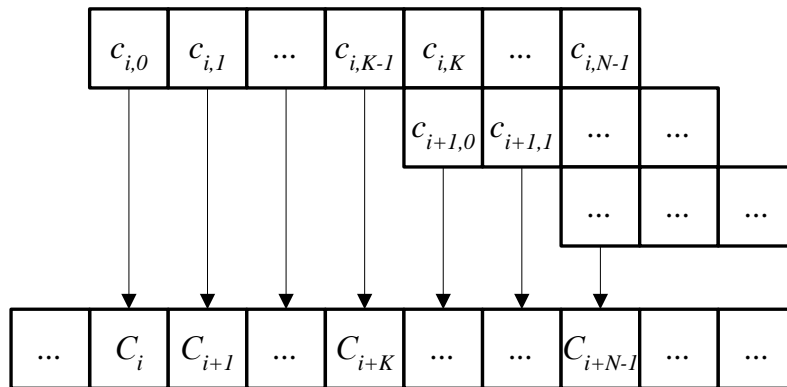 c_{i,0} c_{i,1} ... c_{i,K-1} c_{i,K} ... c_{i,N-1}
c_{i+1,0} c_{i+1,1} ... ...
... ... ...
... C_i C_{i+1} ... C_{i+K} ... ... C_{i+N-1} ... ...